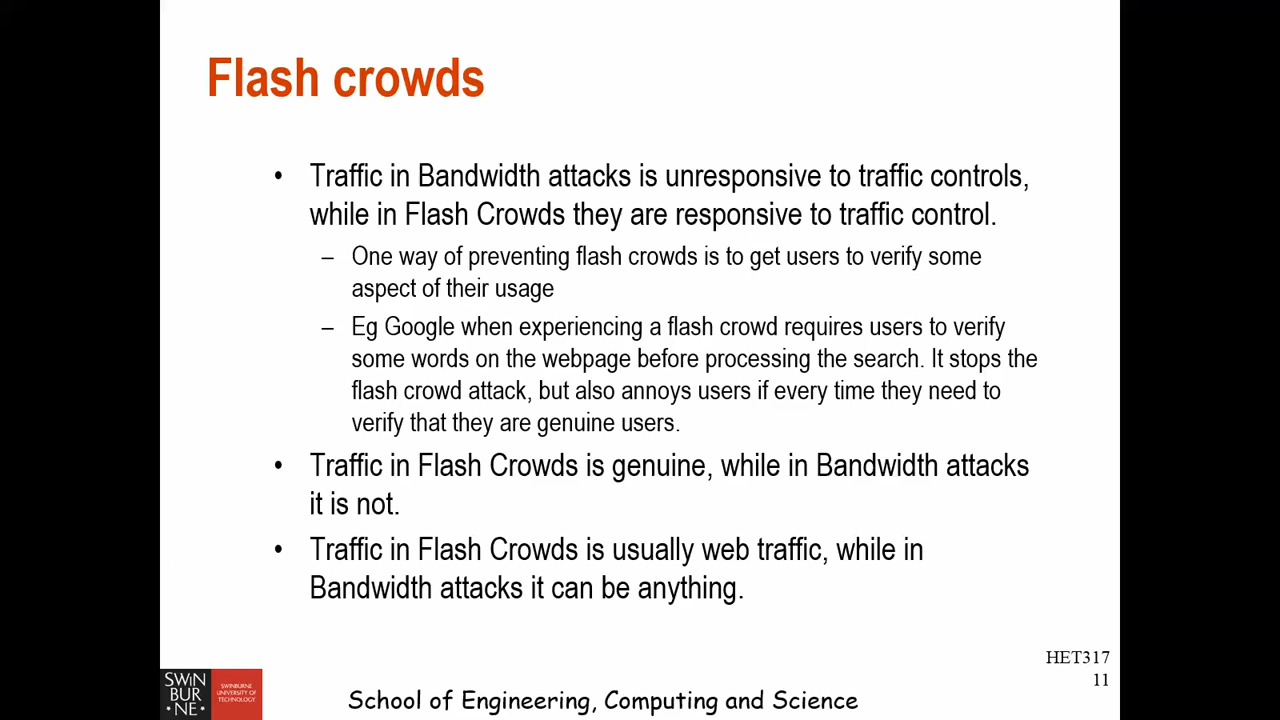 Flash crowds
• Traffic in Bandwidth attacks is unresponsive to traffic controls,
while in Flash Crowds they are responsive to traffic control.
– One way of preventing flash crowds is to get users to verify some
aspect of their usage
– Eg Google when experiencing a flash crowd requires users to verify
some words on the webpage before processing the search. It stops the
flash crowd attack, but also annoys users if every time they need to
verify that they are genuine users.
• Traffic in Flash Crowds is genuine, while in Bandwidth attacks
it is not.
• Traffic in Flash Crowds is usually web traffic, while in
Bandwidth attacks it can be anything.
HET317
11
SWIN
BUR
NE
SWINBURNE
UNIVERSITY OF
TECHNOLOGY
School of Engineering, Computing and Science